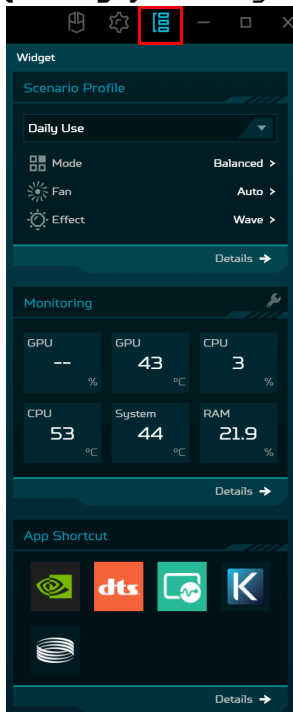 Widget
Scenario Profile
Daily Use
Mode Balanced >
Fan Auto >
Effect Wave >
Details →
Monitoring
GPU GPU CPU
-- 43 3
% °C %
CPU System RAM
53 44 21.9
°C °C %
Details →
App Shortcut
dts K
Details →